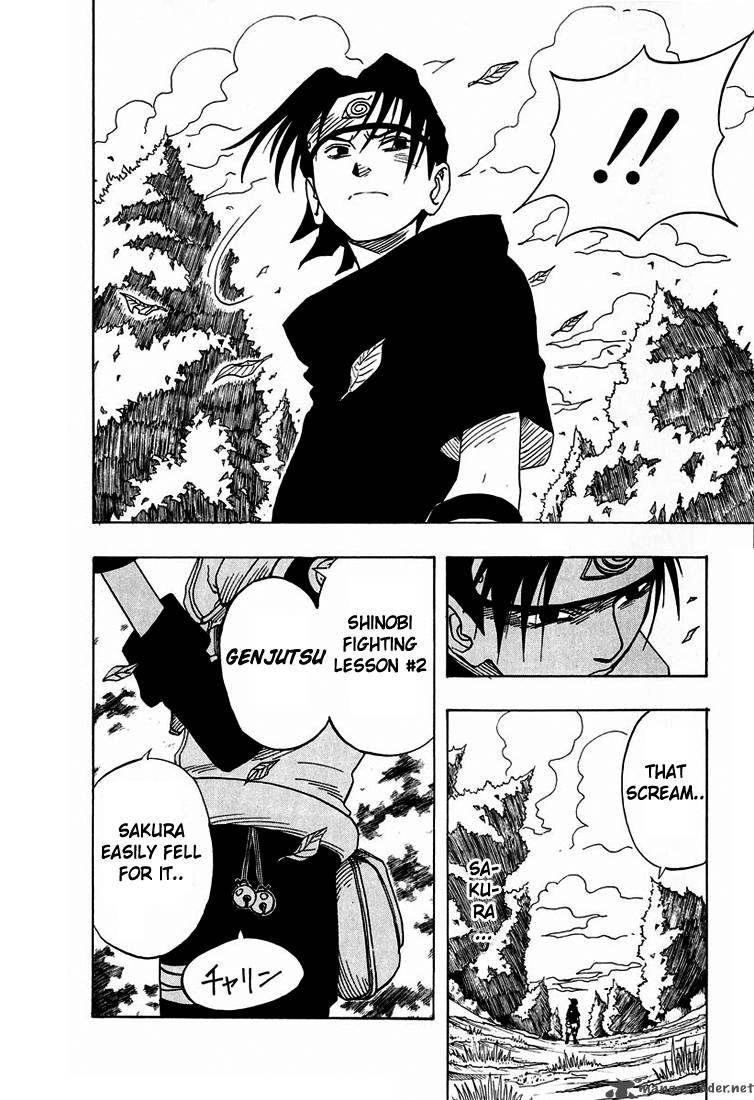 !!
THAT
SCREAM..
SA-
KU-
RA
...
SHINOBI
FIGHTING
LESSON #2
GENJUTSU
SAKURA
EASILY FELL
FOR IT..
チャリン
mangareader.net